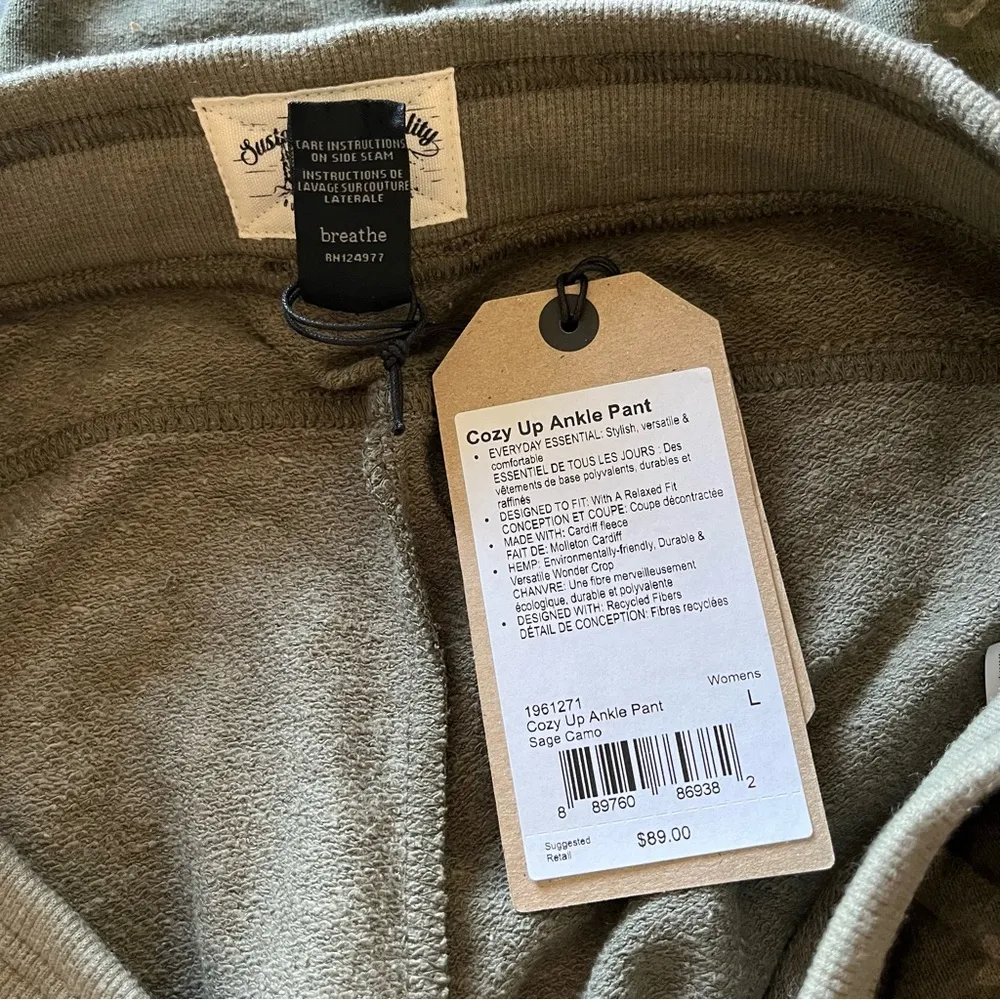 CARE INSTRUCTIONS
ON SIDE SEAM
INSTRUCTIONS DE
LAVAGE SUR COUTURE
LATERALE
breathe
RN124977
Cozy Up Ankle Pant
• EVERYDAY ESSENTIAL: Stylish, versatile &
comfortable
ESSENTIEL DE TOUS LES JOURS : Des
vêtements de base polyvalents, durables et
raffinés
• DESIGNED TO FIT: With A Relaxed Fit
CONCEPTION ET COUPE: Coupe décontractée
• MADE WITH: Cardiff fleece
FAIT DE: Molleton Cardiff
• HEMP: Environmentally-friendly, Durable &
Versatile Wonder Crop
CHANVRE: Une fibre merveilleusement
écologique, durable et polyvalente
• DESIGNED WITH: Recycled Fibers
DÉTAIL DE CONCEPTION: Fibres recyclées
Womens
1961271 L
Cozy Up Ankle Pant
Sage Camo
8 89760 86938 2
Suggested
Retail $89.00